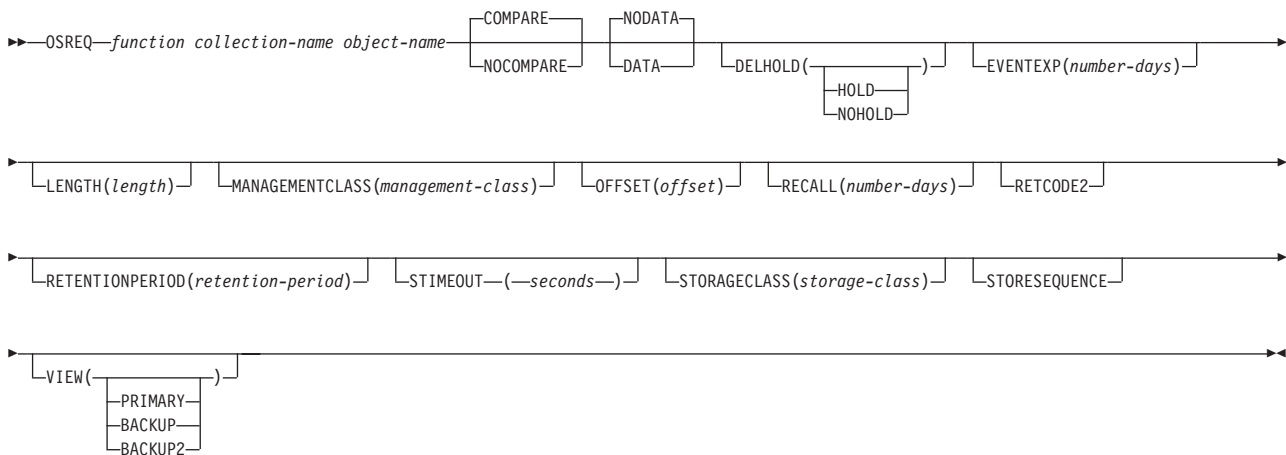 COMPARE NODATA
►►─OSREQ─function collection-name object-name
NOCOMPARE DATA DELHOLD( ) EVENTEXP(number-days)
HOLD
NOHOLD
LENGTH(length) MANAGEMENTCLASS(management-class) OFFSET(offset) RECALL(number-days) RETCODE2
RETENTIONPERIOD(retention-period) STIMEOUT─(─seconds─) STORAGECLASS(storage-class) STORESEQUENCE
VIEW( )
PRIMARY
BACKUP
BACKUP2